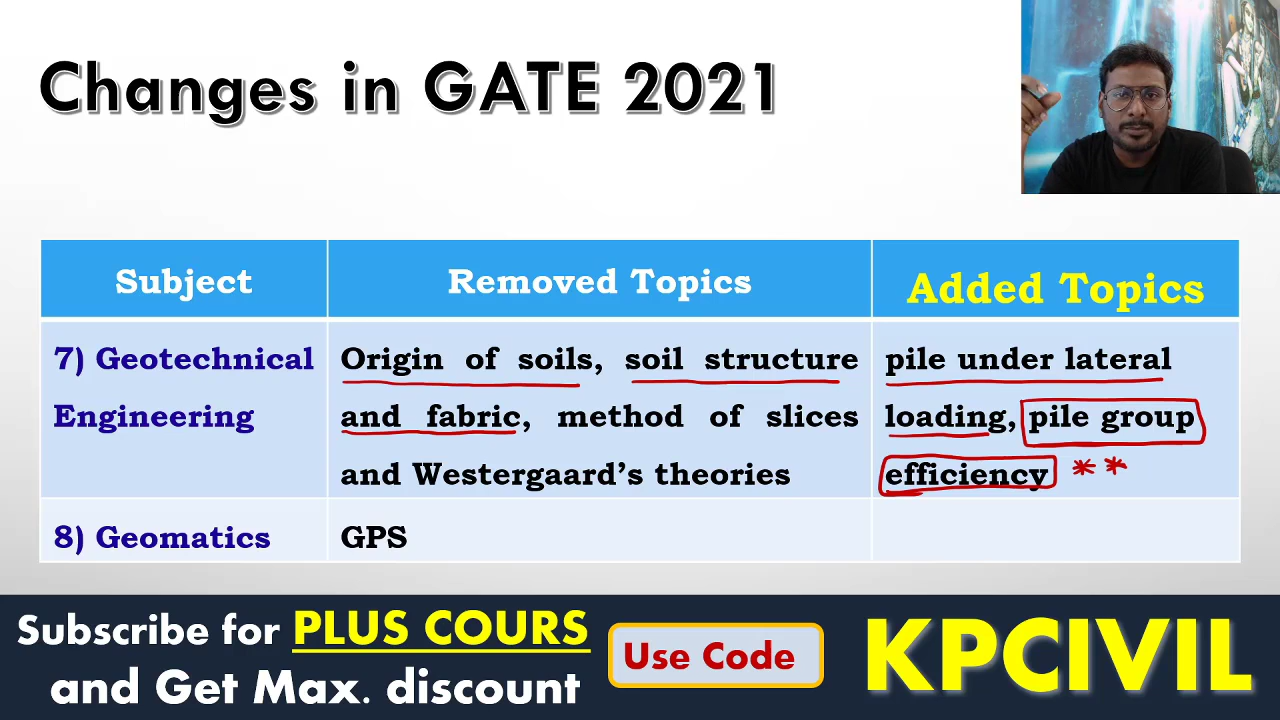 Changes in GATE 2021
Subject
Removed Topics
Added Topics
7) Geotechnical
Engineering
Origin of soils, soil structure
and fabric, method of slices
and Westergaard's theories
pile under lateral
loading, pile group
efficiency **
8) Geomatics
GPS
Subscribe for PLUS COURS
and Get Max. discount
Use Code
KPCIVIL